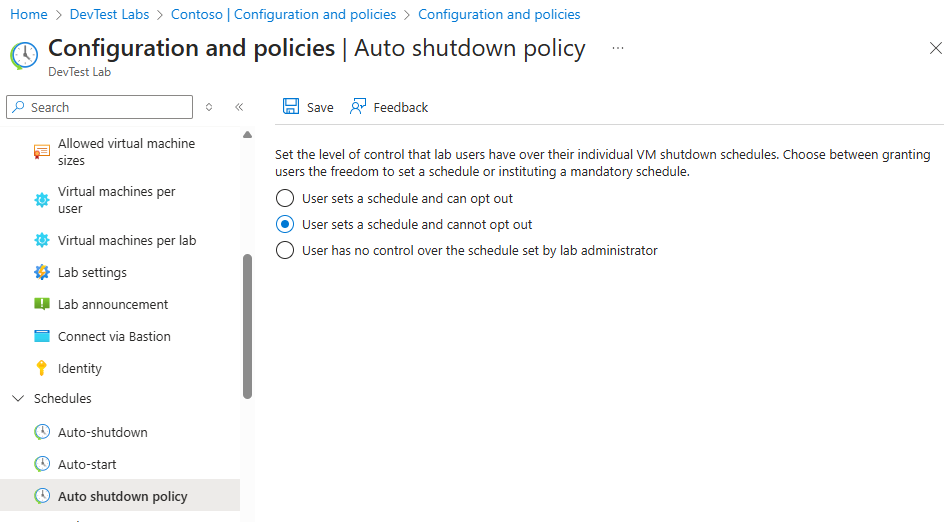 Home > DevTest Labs > Contoso | Configuration and policies > Configuration and policies
Configuration and policies | Auto shutdown policy ...
DevTest Lab
Search
Save
Feedback
Allowed virtual machine
sizes
Virtual machines per
user
Virtual machines per lab
Lab settings
Lab announcement
Connect via Bastion
Identity
Schedules
Auto-shutdown
Auto-start
Auto shutdown policy
Set the level of control that lab users have over their individual VM shutdown schedules. Choose between granting
users the freedom to set a schedule or instituting a mandatory schedule.
User sets a schedule and can opt out
User sets a schedule and cannot opt out
User has no control over the schedule set by lab administrator